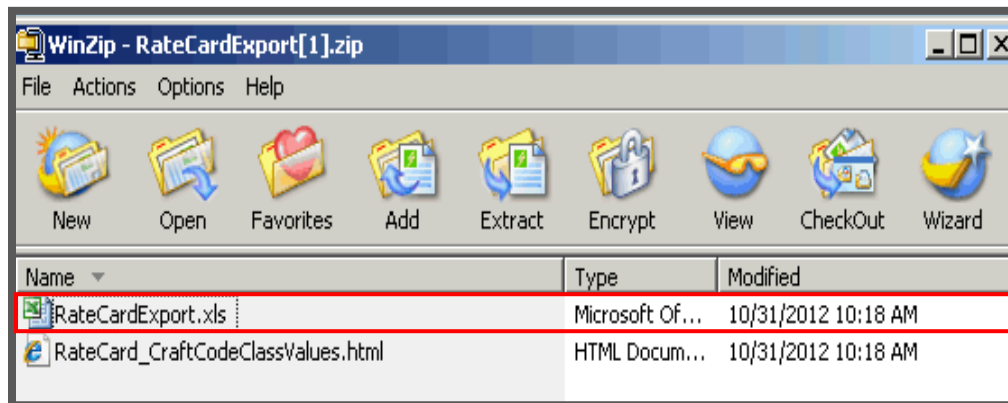 WinZip - RateCardExport[1].zip
File Actions Options Help
New Open Favorites Add Extract Encrypt View CheckOut Wizard
Name Type Modified
RateCardExport.xls Microsoft Of... 10/31/2012 10:18 AM
RateCard_CraftCodeClassValues.html HTML Docum... 10/31/2012 10:18 AM